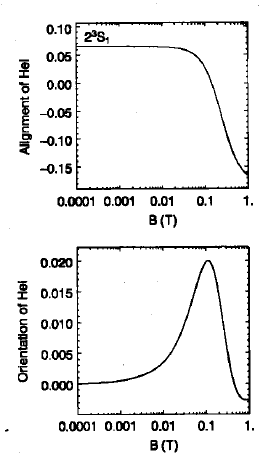 Alignment of HeI
0.10
0.05
0.00
-0.05
-0.10
-0.15
2³S₁
0.0001 0.001 0.01 0.1 1.
B (T)
Orientation of HeI
0.020
0.015
0.010
0.005
0.000
0.0001 0.001 0.01 0.1 1.
B (T)